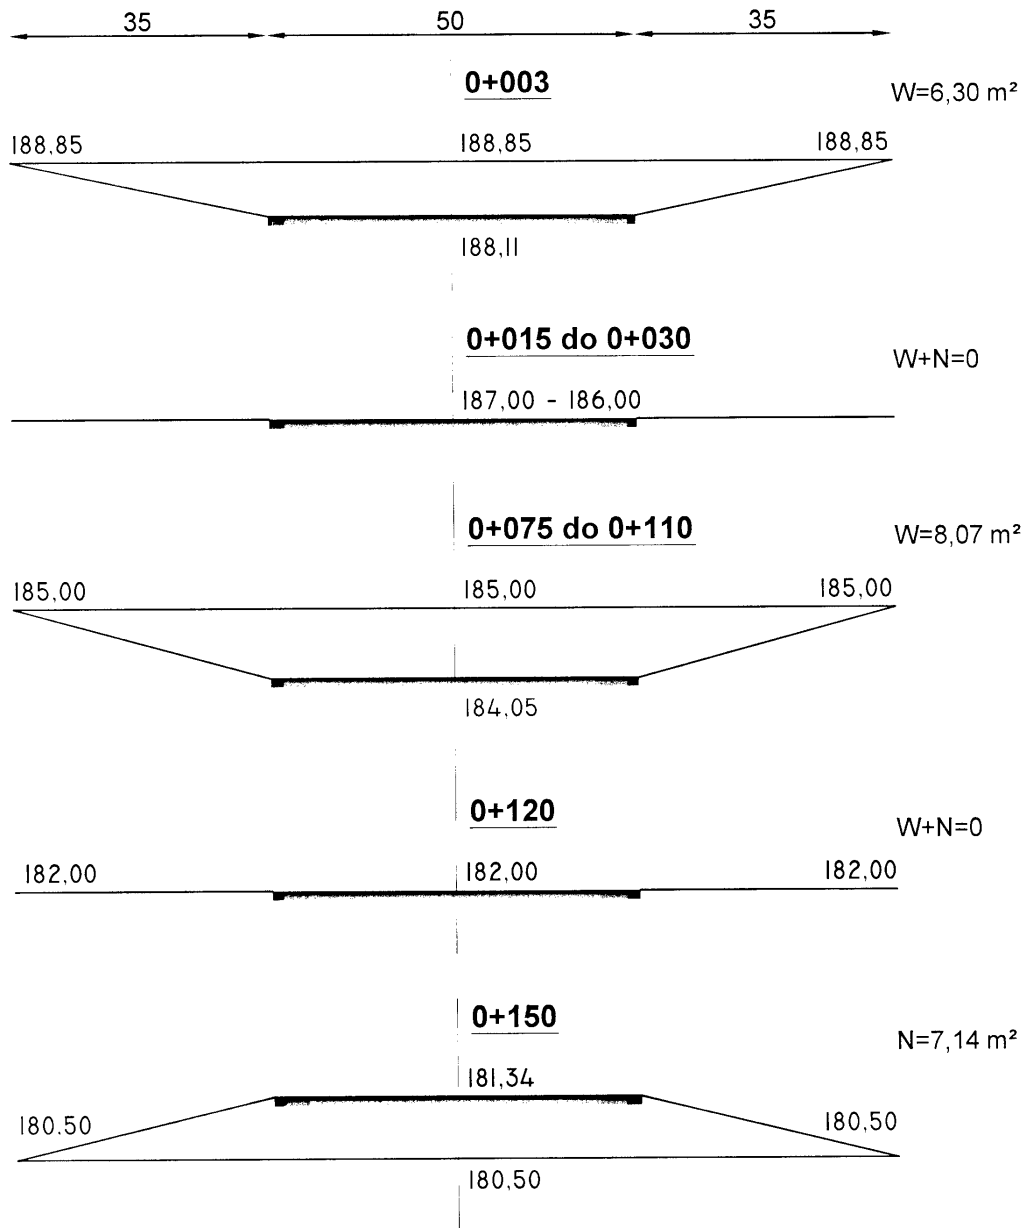 35 50 35
0+003
W=6,30 m²
188,85 188,85 188,85
188,11
0+015 do 0+030
W+N=0
187,00 - 186,00
0+075 do 0+110
W=8,07 m²
185,00 185,00 185,00
184,05
0+120
W+N=0
182,00 182,00 182,00
0+150
N=7,14 m²
181,34
180.50 180,50
180,50